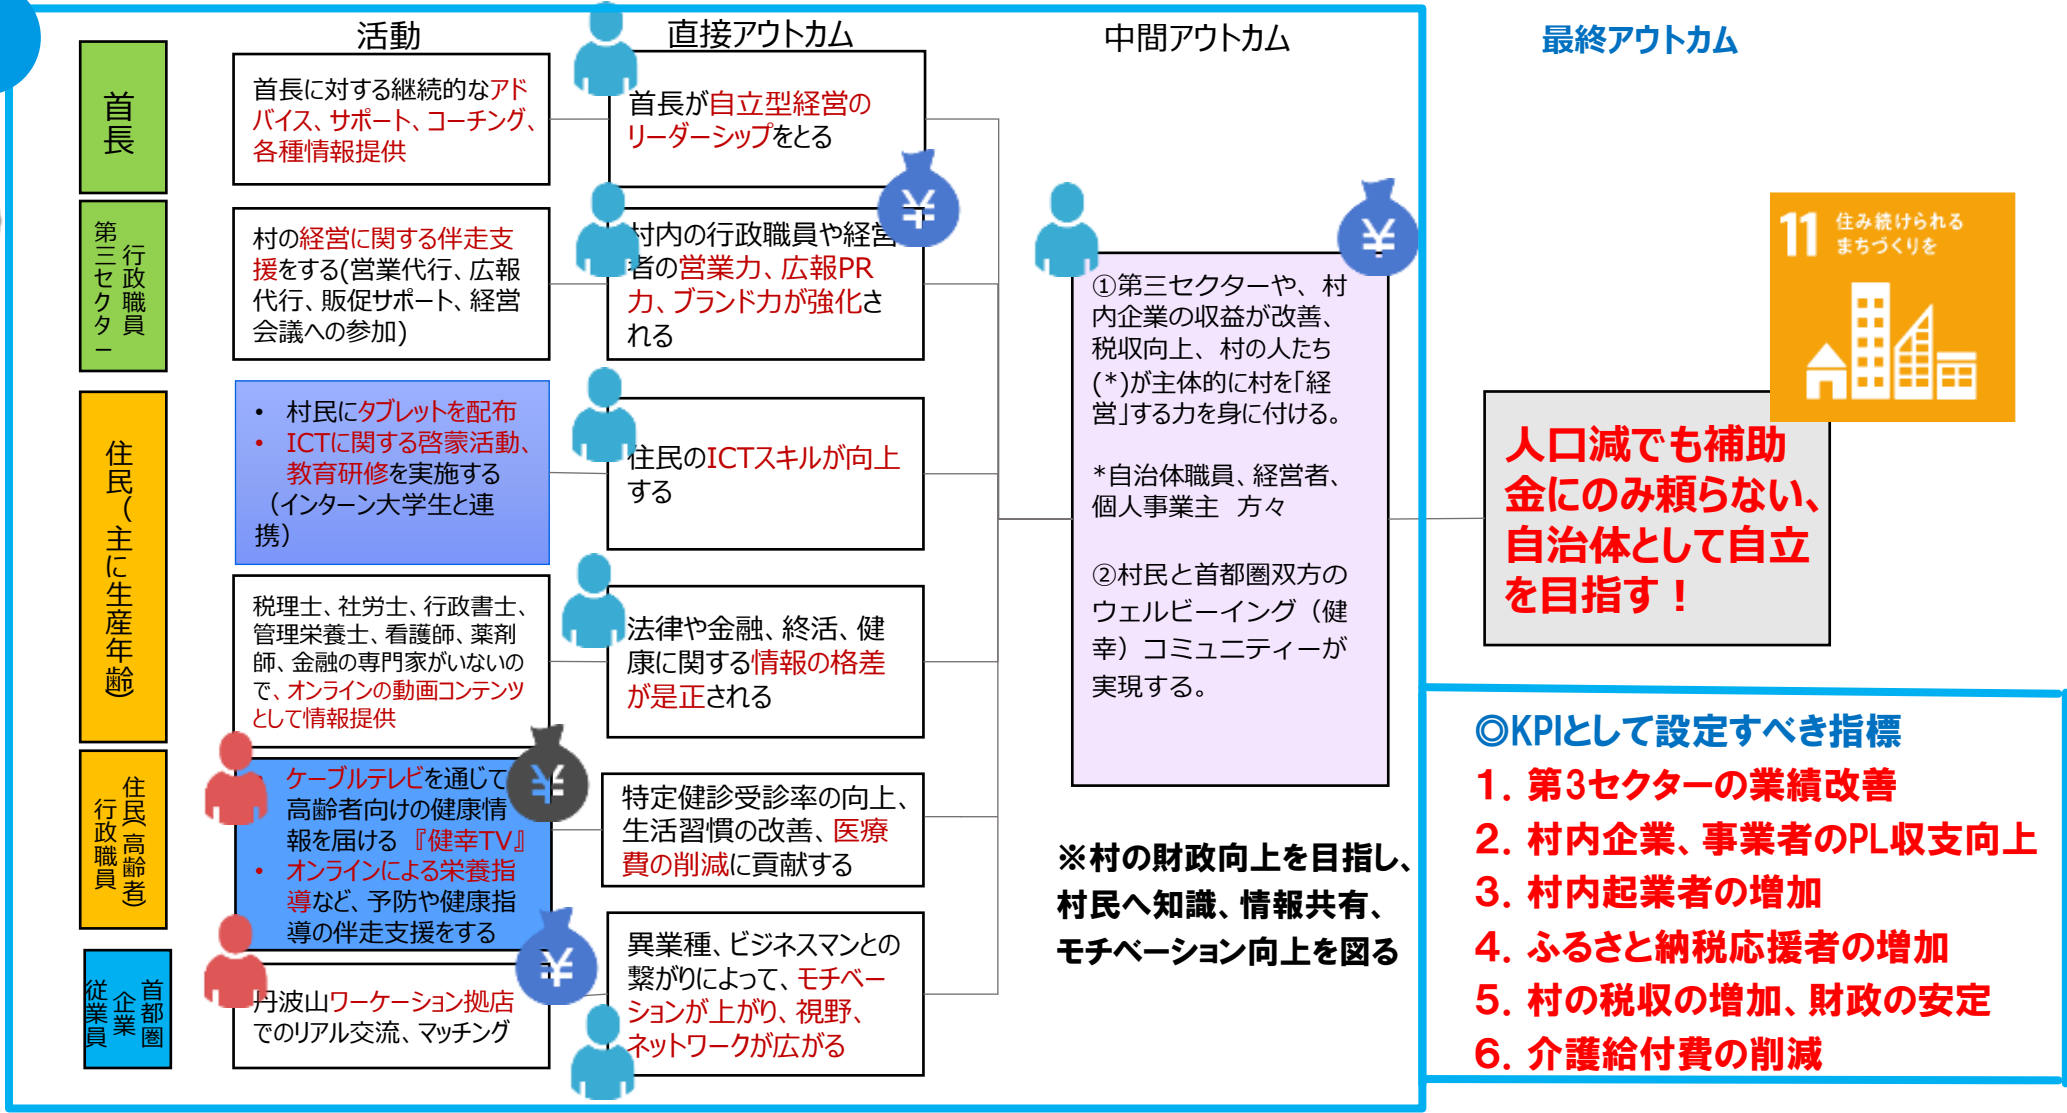 活動
直接アウトカム
中間アウトカム
最終アウトカム
首長
首長に対する継続的なアド
バイス、サポート、コーチング、
各種情報提供
首長が自立型経営の
リーダーシップをとる
行政職員
第三セクター
村の経営に関する伴走支
援をする(営業代行、広報
代行、販促サポート、経営
会議への参加)
村内の行政職員や経営
者の営業力、広報PR
力、ブランド力が強化さ
れる
住民(主に生産年齢)
• 村民にタブレットを配布
• ICTに関する啓蒙活動、
教育研修を実施する
（インターン大学生と連
携）
住民のICTスキルが向上
する
税理士、社労士、行政書士、
管理栄養士、看護師、薬剤
師、金融の専門家がいないの
で、オンラインの動画コンテンツ
として情報提供
法律や金融、終活、健
康に関する情報の格差
が是正される
住民(高齢者)
行政職員
• ケーブルテレビを通じて
高齢者向けの健康情
報を届ける『健幸TV』
• オンラインによる栄養指
導など、予防や健康指
導の伴走支援をする
特定健診受診率の向上、
生活習慣の改善、医療
費の削減に貢献する
首都圏
企業
従業員
丹波山ワーケーション拠店
でのリアル交流、マッチング
異業種、ビジネスマンとの
繋がりによって、モチベー
ションが上がり、視野、
ネットワークが広がる
¥
¥
¥
¥
①第三セクターや、村
内企業の収益が改善、
税収向上、村の人たち
(*)が主体的に村を「経
営」する力を身に付ける。
*自治体職員、経営者、
個人事業主 方々
②村民と首都圏双方の
ウェルビーイング（健
幸）コミュニティーが
実現する。
※村の財政向上を目指し、
村民へ知識、情報共有、
モチベーション向上を図る
11 住み続けられる
まちづくりを
人口減でも補助
金にのみ頼らない、
自治体として自立
を目指す！
◎KPIとして設定すべき指標
1. 第3セクターの業績改善
2. 村内企業、事業者のPL収支向上
3. 村内起業者の増加
4. ふるさと納税応援者の増加
5. 村の税収の増加、財政の安定
6. 介護給付費の削減